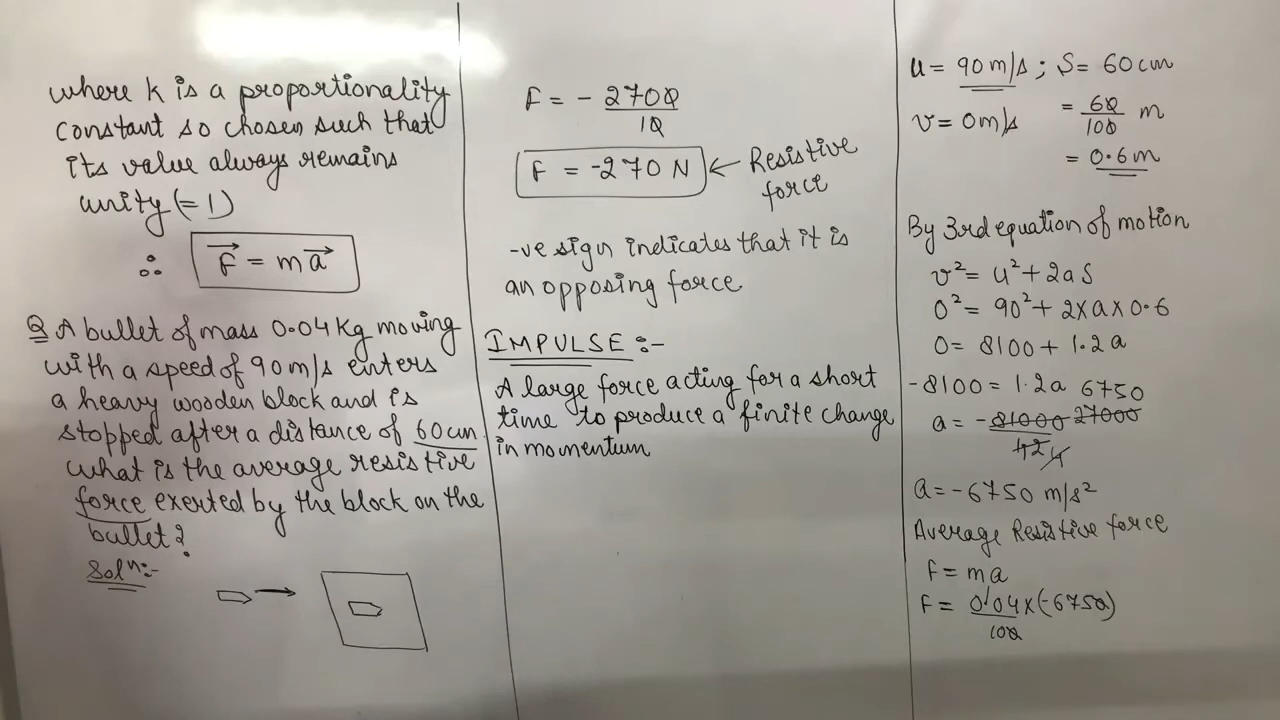 where K is a proportionality
constant so chosen such that
its value always remains
unity (= 1)
∴ F = ma
Q A bullet of mass 0.04 Kg moving
with a speed of 90 m/s enters
a heavy wooden block and is
stopped after a distance of 60cm
what is the average resistive
force exerted by the block on the
bullet?
Solⁿ:-
F = - 2700
10
F = -270 N ← Resistive
force
-ve sign indicates that it is
an opposing force
IMPULSE :-
A large force acting for a short
time to produce a finite change
in momentum
u = 90 m/s ; S = 60 cm
v = 0 m/s = 60/100 m
= 0.6 m
By 3rd equation of motion
v² = u² + 2aS
0² = 90² + 2×a×0.6
0 = 8100 + 1.2a
-8100 = 1.2a 6750
a = - 81000 27000
12 4
a = -6750 m/s²
Average Resistive force
F = ma
F = 0.04 × (-6750)
100